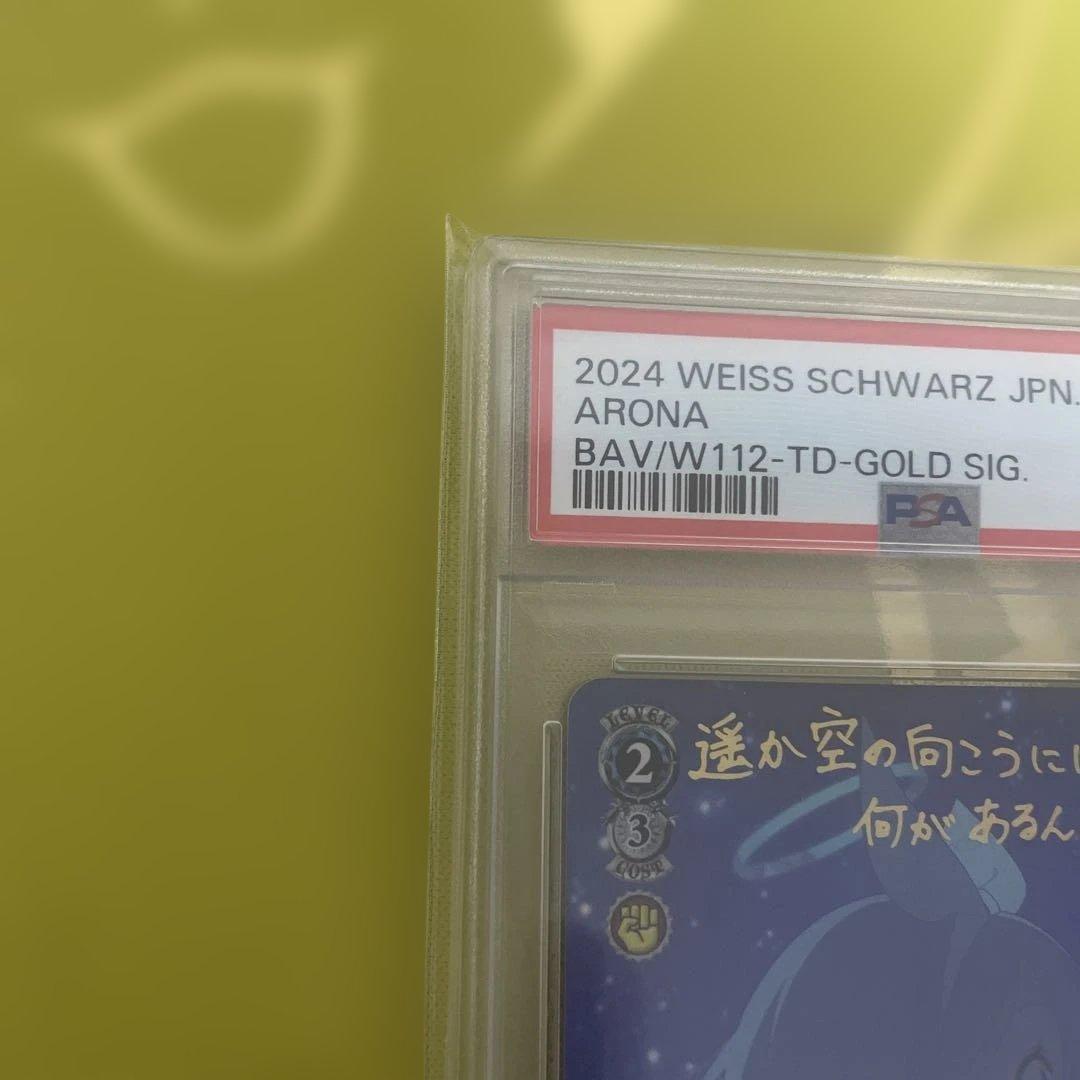 2024 WEISS SCHWARZ JPN.
ARONA
BAV/W112-TD-GOLD SIG.
PSA
LEVEL
2
3
COST
遥か空の向こうに
何があるん